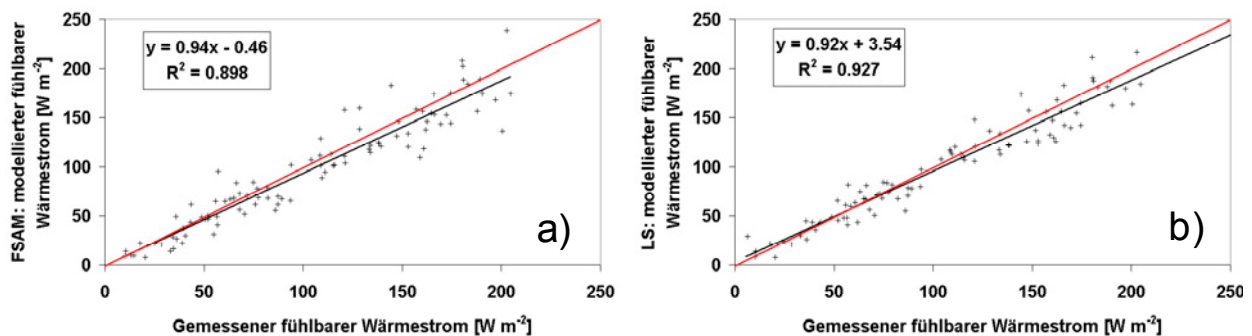 FSAM: modellierter fühlbarer
Wärmestrom [W m⁻²]
250
200
150
100
50
0
y = 0.94x - 0.46
R² = 0.898
a)
0 50 100 150 200 250
Gemessener fühlbarer Wärmestrom [W m⁻²]
LS: modellierter fühlbarer
Wärmestrom [W m⁻²]
250
200
150
100
50
0
y = 0.92x + 3.54
R² = 0.927
b)
0 50 100 150 200 250
Gemessener fühlbarer Wärmestrom [W m⁻²]